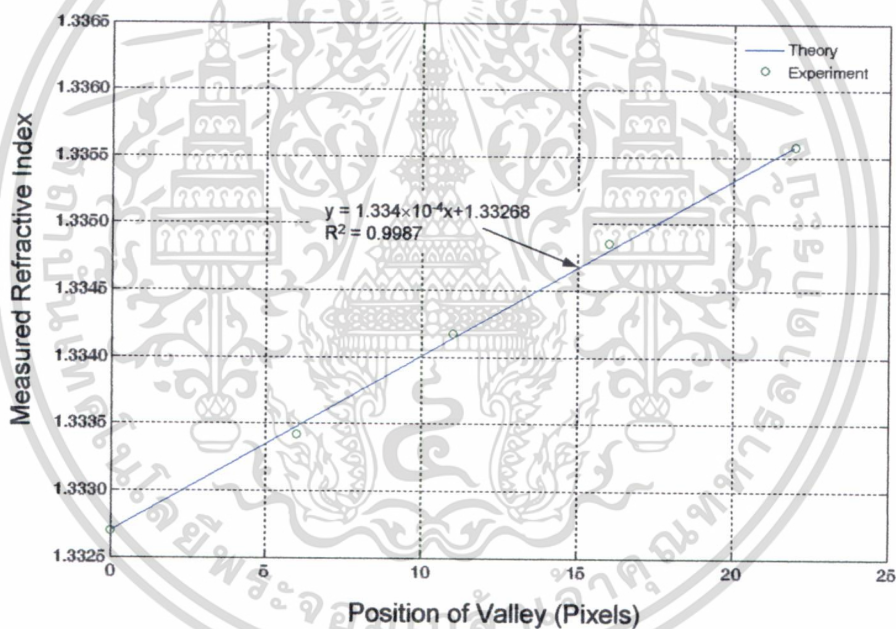 1.3365
1.3360
1.3355
1.3350
1.3345
1.3340
1.3335
1.3330
1.3325
Measured Refractive Index
Theory
Experiment
y = 1.334×10⁻⁴x+1.33268
R² = 0.9987
0 5 10 15 20 25
Position of Valley (Pixels)